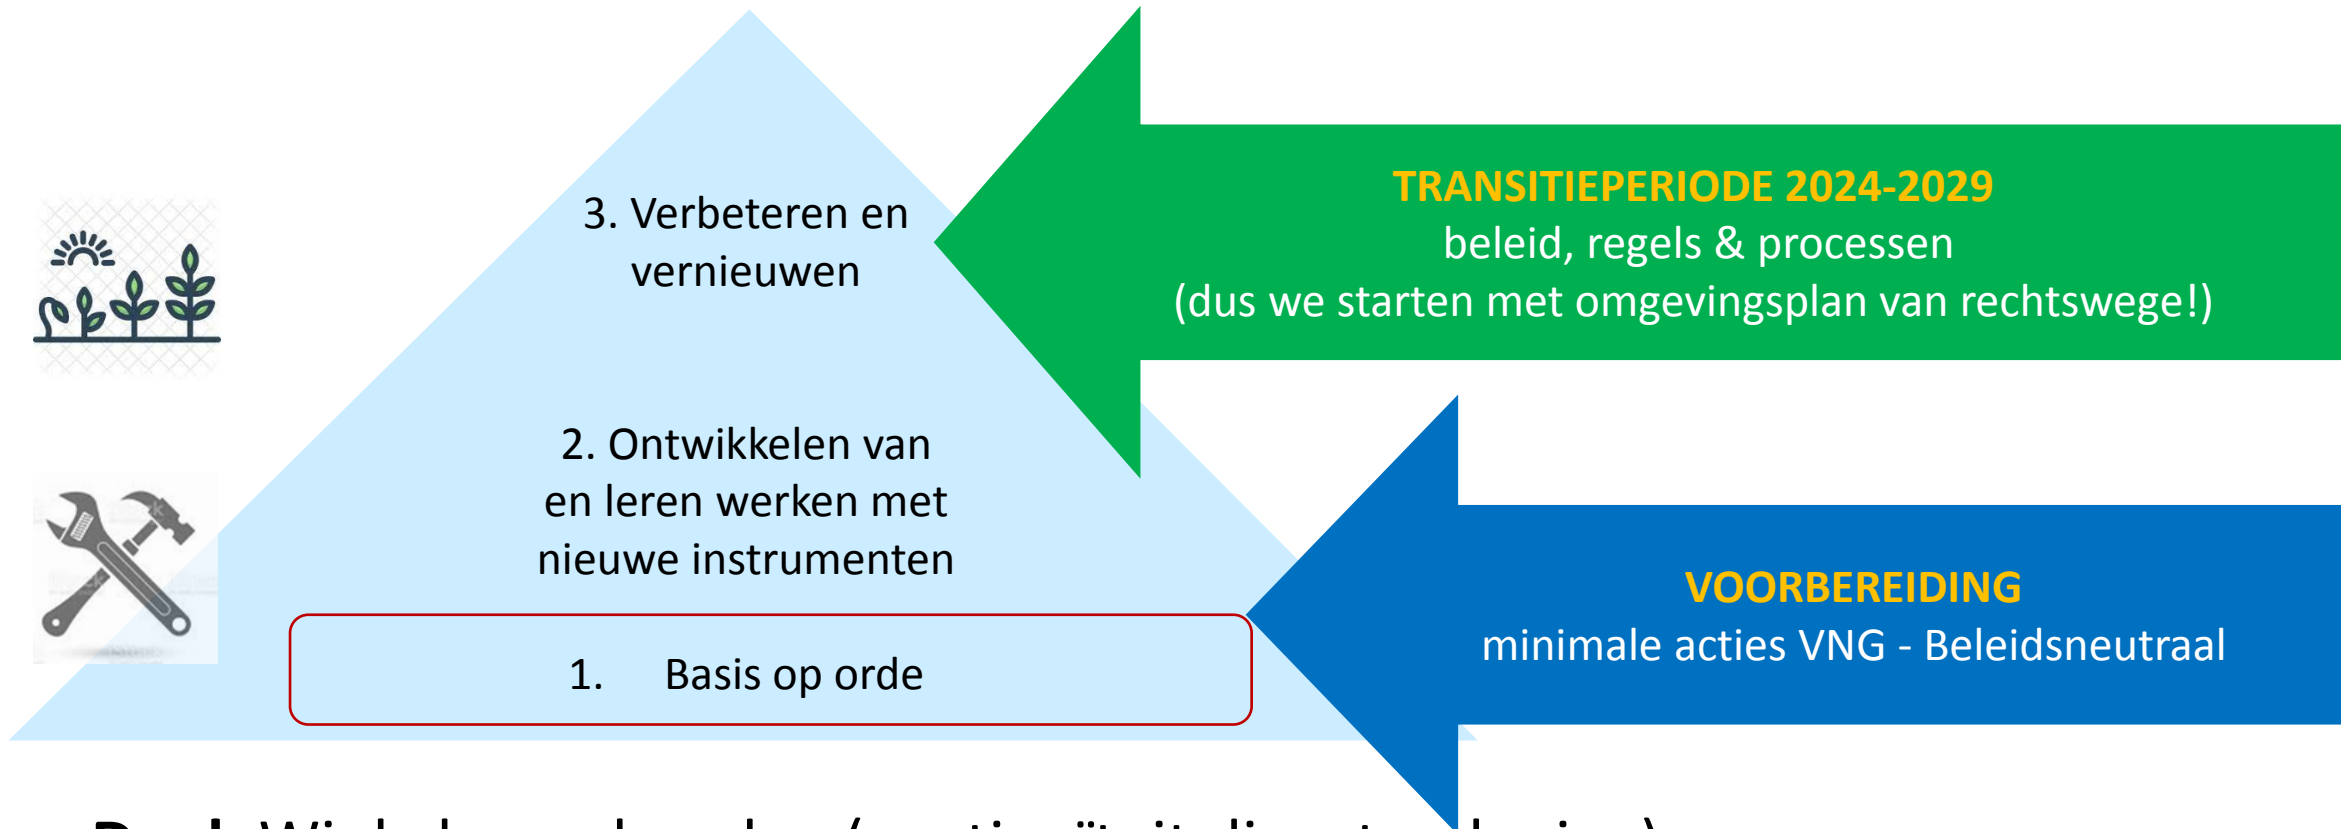 3. Verbeteren en
vernieuwen
TRANSITIEPERIODE 2024-2029
beleid, regels & processen
(dus we starten met omgevingsplan van rechtswege!)
2. Ontwikkelen van
en leren werken met
nieuwe instrumenten
1. Basis op orde
VOORBEREIDING
minimale acties VNG - Beleidsneutraal